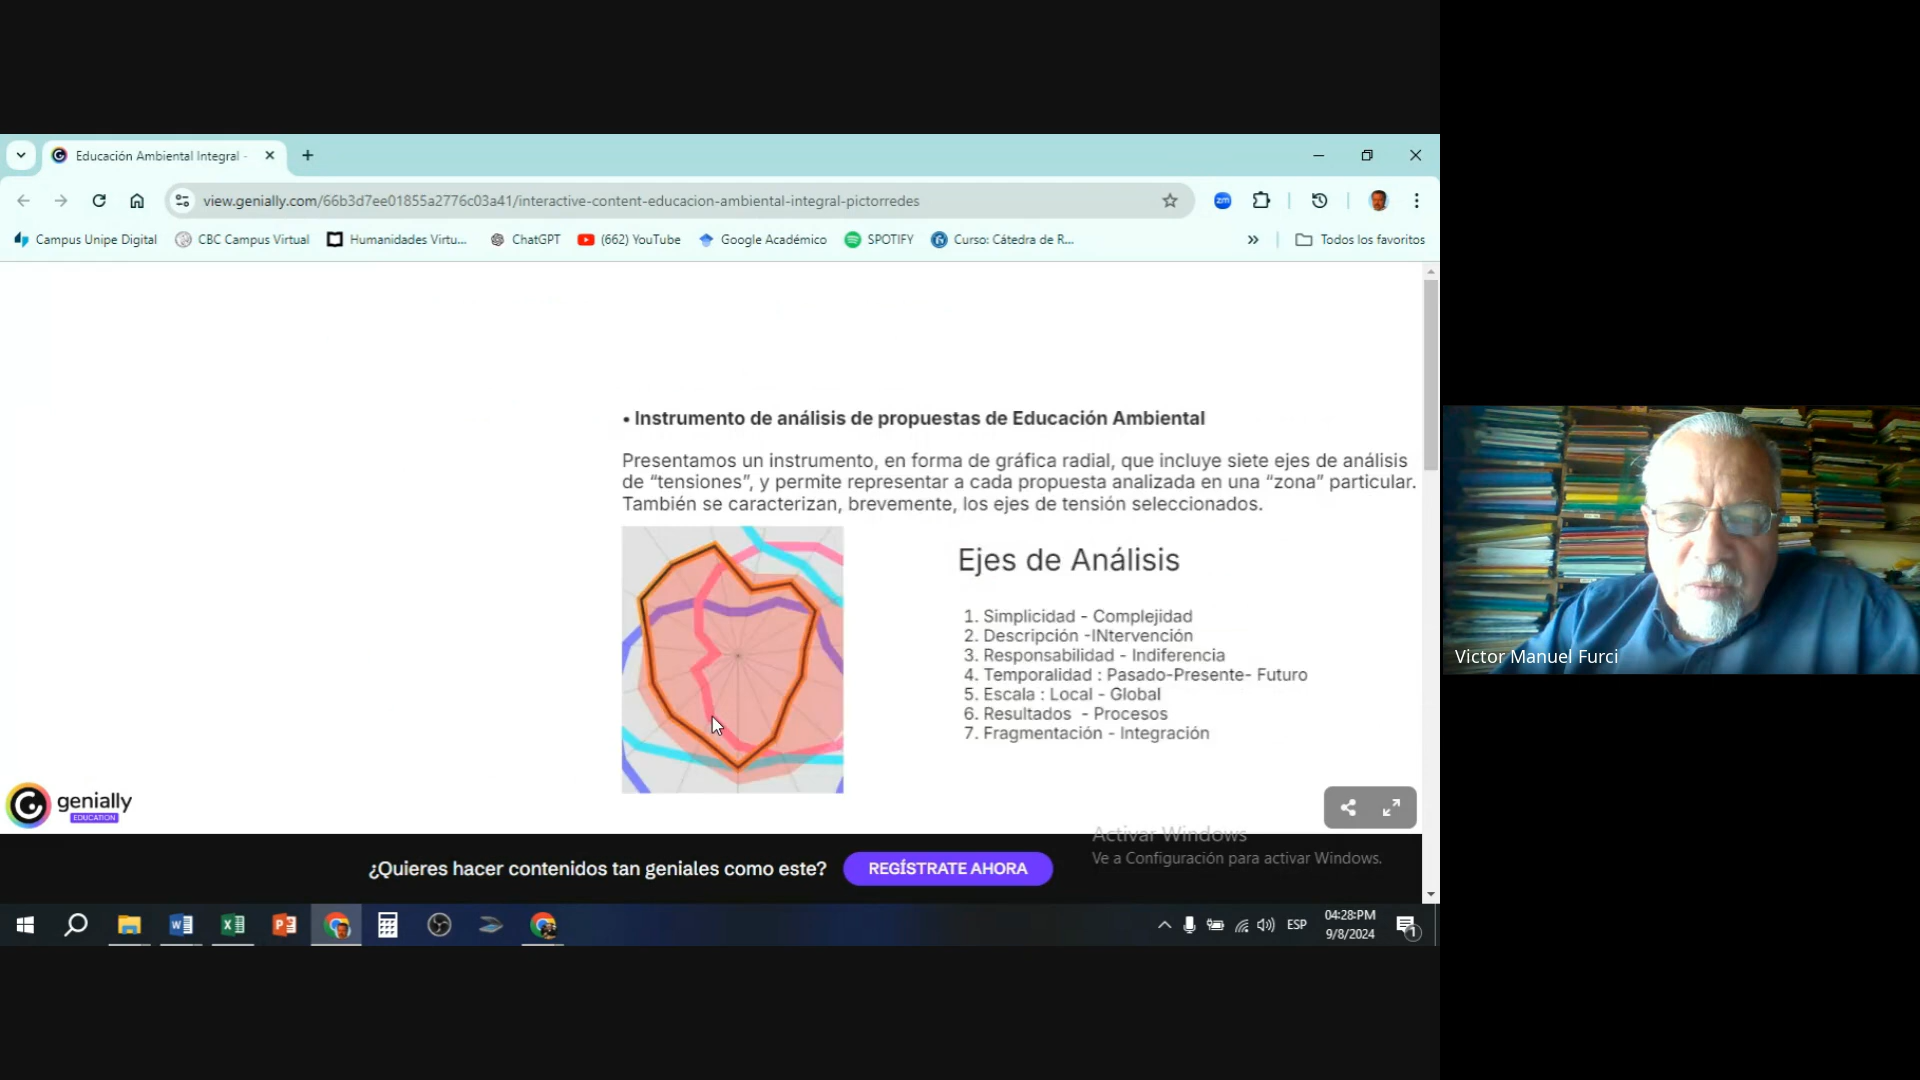 Educación Ambiental Integral -
view.genially.com/66b3d7ee01855a2776c03a41/interactive-content-educacion-ambiental-integral-pictorredes
zm
Campus Unipe Digital
CBC Campus Virtual
Humanidades Virtu...
ChatGPT
(662) YouTube
Google Académico
SPOTIFY
Curso: Cátedra de R...
Todos los favoritos
• Instrumento de análisis de propuestas de Educación Ambiental
Presentamos un instrumento, en forma de gráfica radial, que incluye siete ejes de análisis
de “tensiones”, y permite representar a cada propuesta analizada en una “zona” particular.
También se caracterizan, brevemente, los ejes de tensión seleccionados.
Ejes de Análisis
1. Simplicidad - Complejidad
2. Descripción -INtervención
3. Responsabilidad - Indiferencia
4. Temporalidad : Pasado-Presente- Futuro
5. Escala : Local - Global
6. Resultados - Procesos
7. Fragmentación - Integración
Victor Manuel Furci
genially
EDUCATION
Activar Windows
Ve a Configuración para activar Windows.
¿Quieres hacer contenidos tan geniales como este?
REGÍSTRATE AHORA
ESP
04:28:PM
9/8/2024
1